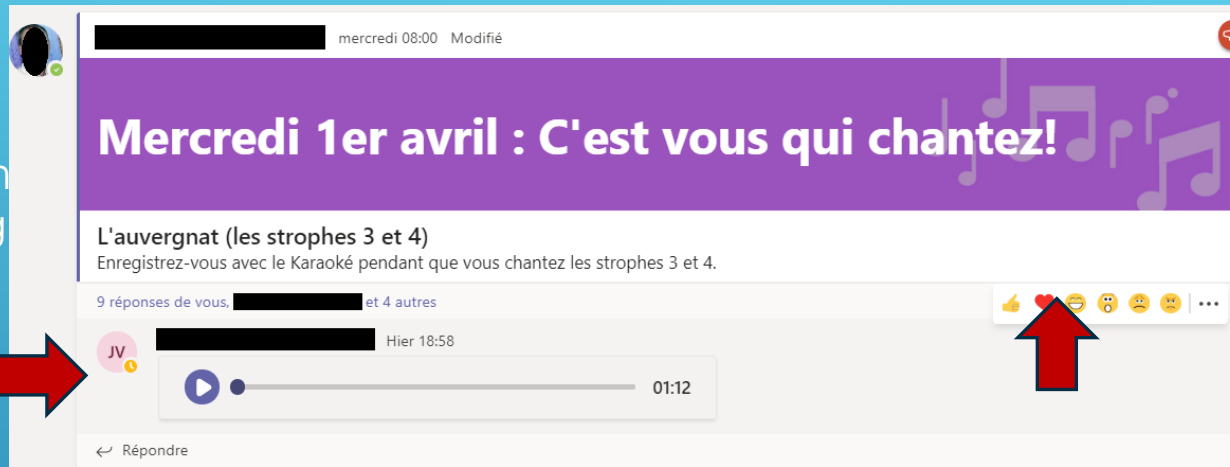 mercredi 08:00 Modifié
Mercredi 1er avril : C'est vous qui chantez!
L'auvergnat (les strophes 3 et 4)
Enregistrez-vous avec le Karaoké pendant que vous chantez les strophes 3 et 4.
9 réponses de vous, et 4 autres
JV Hier 18:58
01:12
Répondre